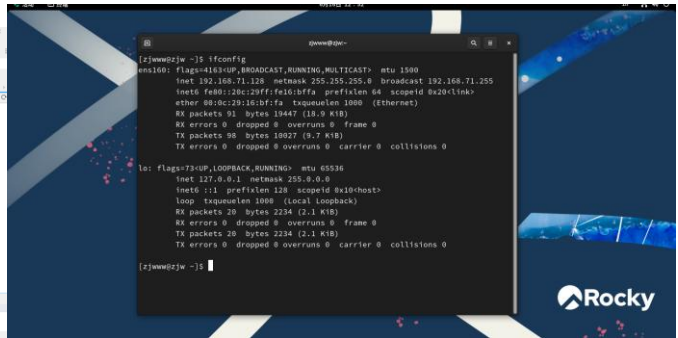 zjwww@zjw:~
[zjwww@zjw ~]$ ifconfig
ens160: flags=4163<UP,BROADCAST,RUNNING,MULTICAST>  mtu 1500
inet 192.168.71.128  netmask 255.255.255.0  broadcast 192.168.71.255
inet6 fe80::20c:29ff:fe16:bffa  prefixlen 64  scopeid 0x20<link>
ether 00:0c:29:16:bf:fa  txqueuelen 1000  (Ethernet)
RX packets 91  bytes 19447 (18.9 KiB)
RX errors 0  dropped 0  overruns 0  frame 0
TX packets 98  bytes 10027 (9.7 KiB)
TX errors 0  dropped 0 overruns 0  carrier 0  collisions 0
lo: flags=73<UP,LOOPBACK,RUNNING>  mtu 65536
inet 127.0.0.1  netmask 255.0.0.0
inet6 ::1  prefixlen 128  scopeid 0x10<host>
loop  txqueuelen 1000  (Local Loopback)
RX packets 20  bytes 2234 (2.1 KiB)
RX errors 0  dropped 0  overruns 0  frame 0
TX packets 20  bytes 2234 (2.1 KiB)
TX errors 0  dropped 0 overruns 0  carrier 0  collisions 0
[zjwww@zjw ~]$
Rocky